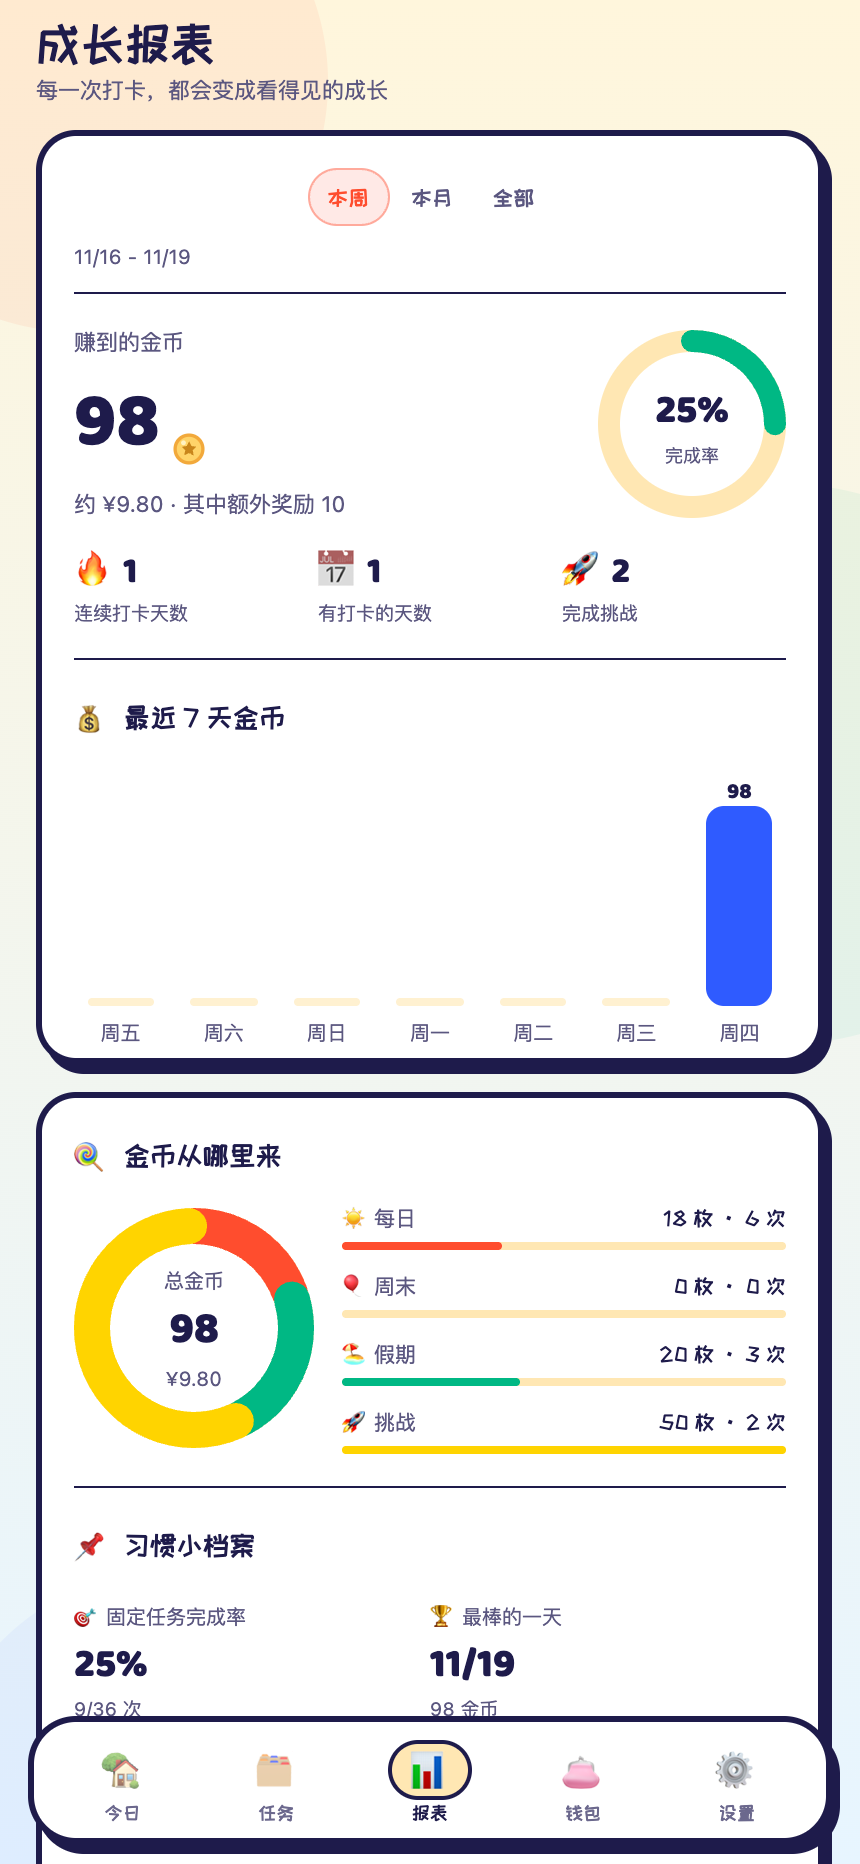 成长报表
每一次打卡，都会变成看得见的成长
本周 本月 全部
11/16 - 11/19
赚到的金币
98
25%
完成率
约 ¥9.80 · 其中额外奖励 10
1 JUL 17 1 2
连续打卡天数 有打卡的天数 完成挑战
最近 7 天金币
98
周五 周六 周日 周一 周二 周三 周四
金币从哪里来
总金币
98
¥9.80
每日 18 枚 · 6 次
周末 0 枚 · 0 次
假期 20 枚 · 3 次
挑战 50 枚 · 2 次
习惯小档案
固定任务完成率 最棒的一天
25% 11/19
9/36 次 98 金币
今日 任务 报表 钱包 设置